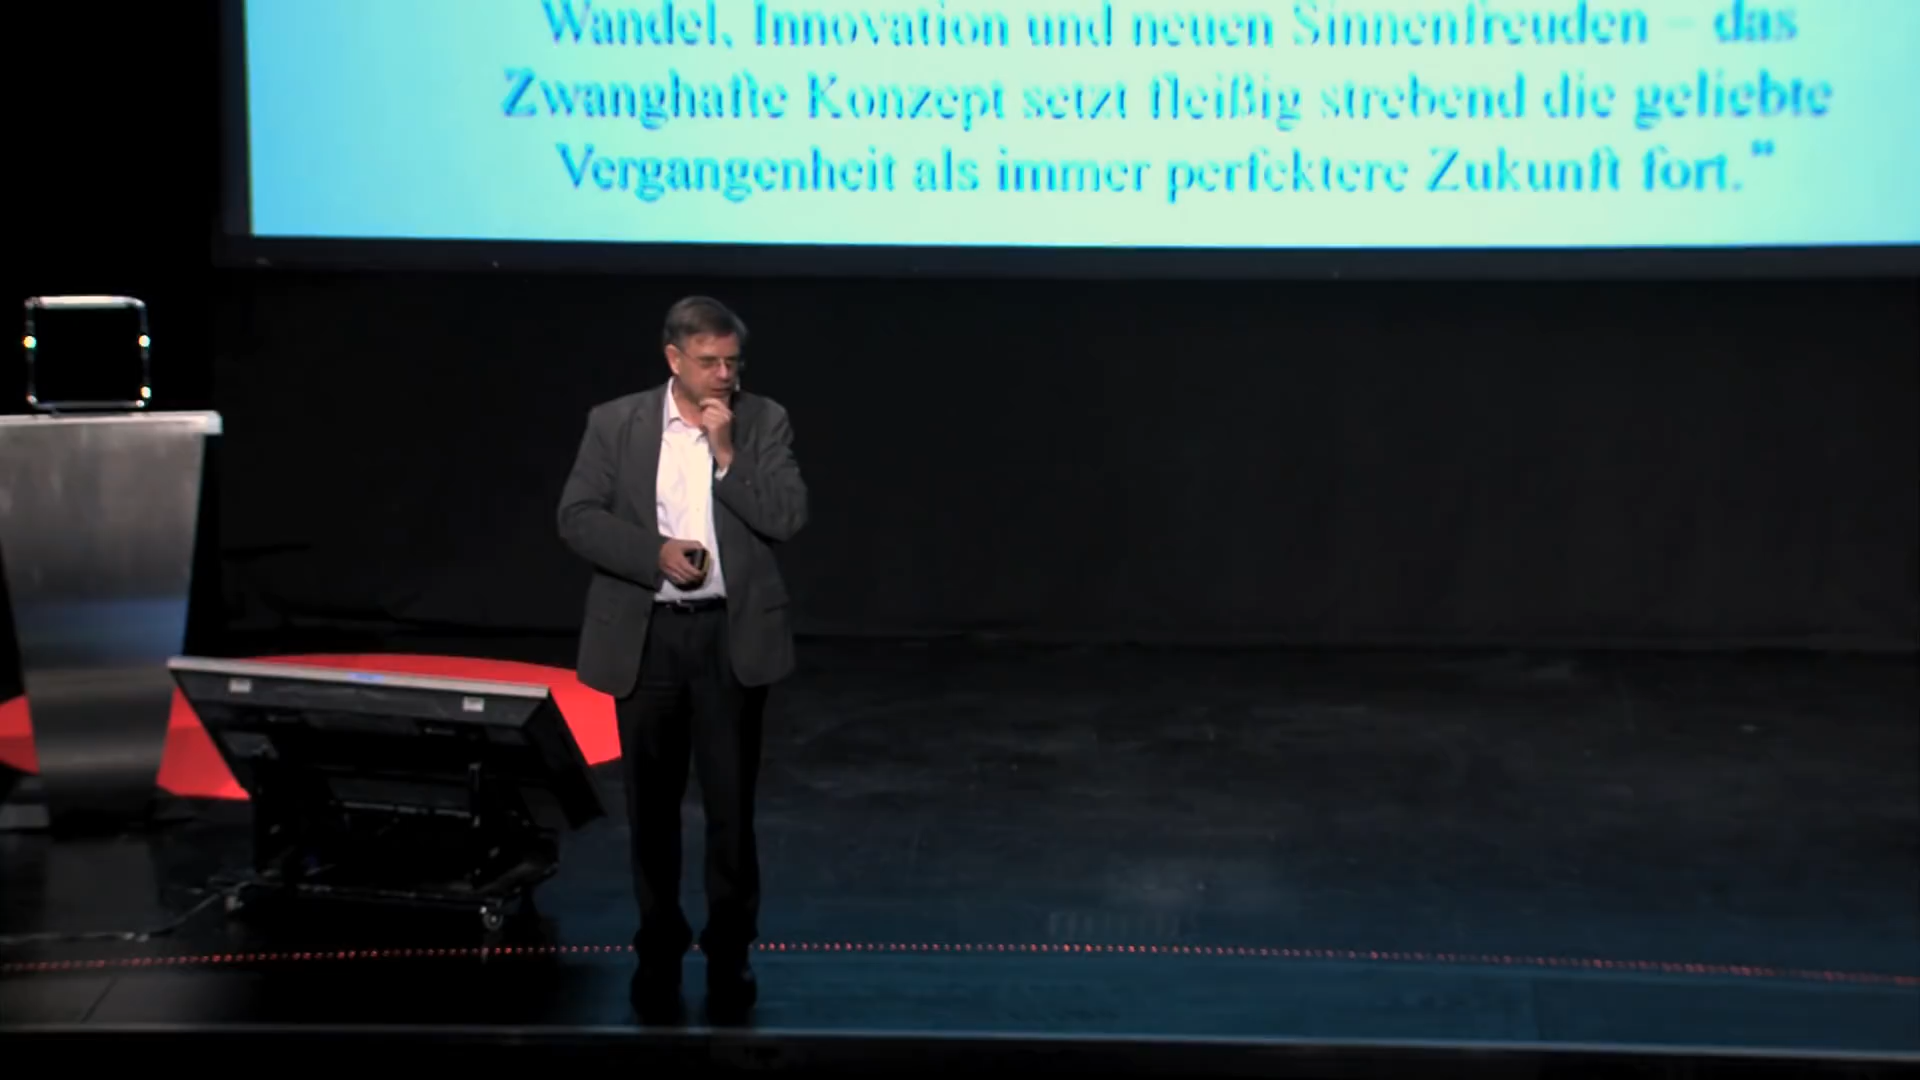 Wandel, Innovation und neuen Sinnenfreuden – das
Zwanghafte Konzept setzt fleißig strebend die geliebte
Vergangenheit als immer perfektere Zukunft fort.“